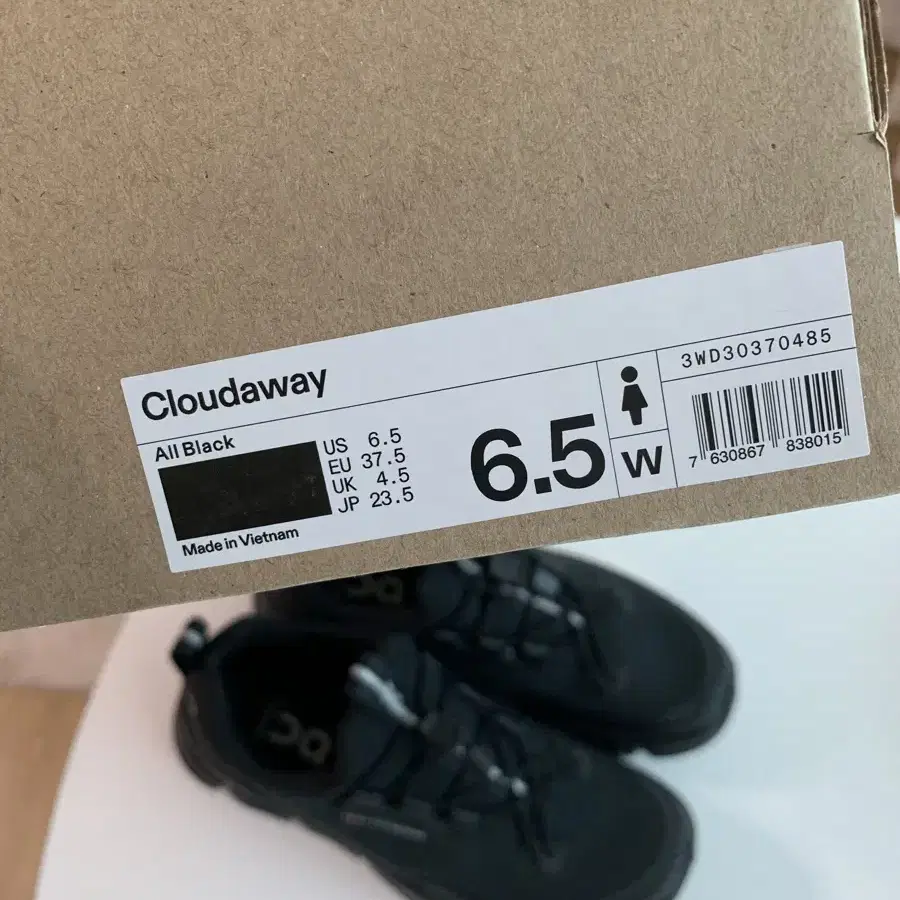 Cloudaway
3WD30370485
All Black
US 6.5
EU 37.5
UK 4.5
JP 23.5
6.5
W
7 630867 838015
Made in Vietnam